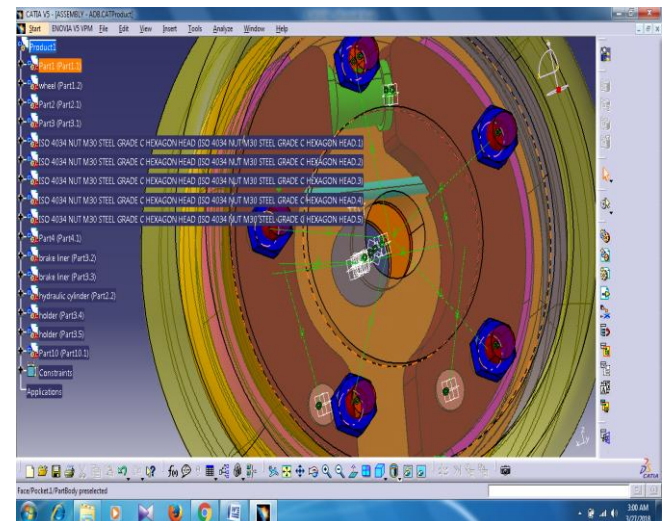 CATIA V5 - [ASSEMBLY - ADB.CATProduct]
Start ENOVIA V5 VPM File Edit View Insert Tools Analyze Window Help
Product1
Part1 (Part1.1)
wheel (Part1.2)
Part2 (Part2.1)
Part3 (Part3.1)
ISO 4034 NUT M30 STEEL GRADE C HEXAGON HEAD (ISO 4034 NUT M30 STEEL GRADE C HEXAGON HEAD.1)
ISO 4034 NUT M30 STEEL GRADE C HEXAGON HEAD (ISO 4034 NUT M30 STEEL GRADE C HEXAGON HEAD.2)
ISO 4034 NUT M30 STEEL GRADE C HEXAGON HEAD (ISO 4034 NUT M30 STEEL GRADE C HEXAGON HEAD.3)
ISO 4034 NUT M30 STEEL GRADE C HEXAGON HEAD (ISO 4034 NUT M30 STEEL GRADE C HEXAGON HEAD.4)
ISO 4034 NUT M30 STEEL GRADE C HEXAGON HEAD (ISO 4034 NUT M30 STEEL GRADE C HEXAGON HEAD.5)
Part4 (Part4.1)
brake liner (Part3.2)
brake liner (Part3.3)
hydraulic cylinder (Part2.2)
holder (Part3.4)
holder (Part3.5)
Part10 (Part10.1)
Constraints
Applications
CATIA
Face/Pocket.1/PartBody preselected
3:00 AM
3/27/2018